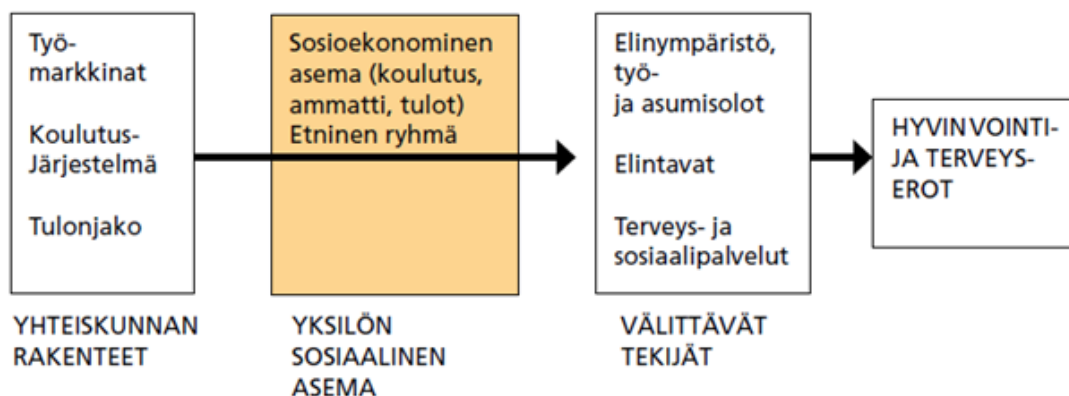 Työ-
markkinat
Koulutus-
Järjestelmä
Tulonjako
YHTEISKUNNAN
RAKENTEET
Sosioekonominen
asema (koulutus,
ammatti, tulot)
Etninen ryhmä
YKSILÖN
SOSIAALINEN
ASEMA
Elinympäristö,
työ-
ja asumisolot
Elintavat
Terveys- ja
sosiaalipalvelut
VÄLITTÄVÄT
TEKIJÄT
HYVINVOINTI-
JA TERVEYS-
EROT